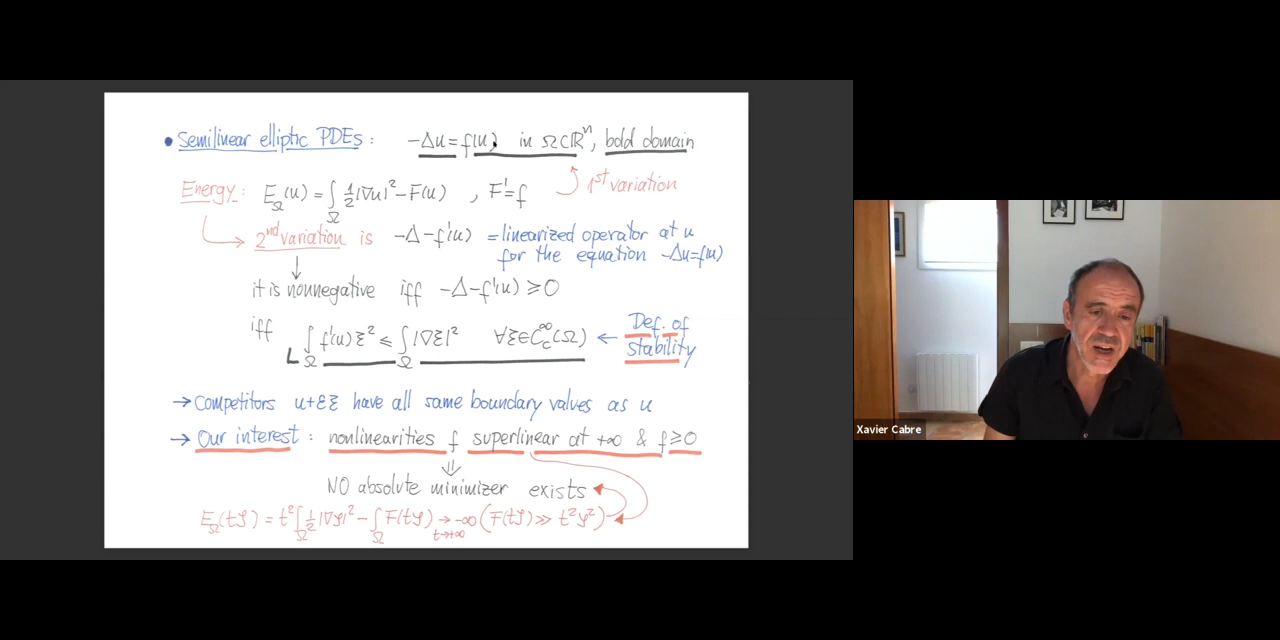 • Semilinear elliptic PDEs: -Δu = f(u) in Ω⊂ℝⁿ, bdd domain
Energy: E_Ω(u) = ∫_Ω ½|∇u|² - F(u) , F' = f 1st variation
→ 2nd variation is -Δ - f'(u) = linearized operator at u
for the equation -Δu = f(u)
↓
it is nonnegative iff -Δ - f'(u) ≥ 0
iff ∫_Ω f'(u) ξ² ≤ ∫_Ω |∇ξ|² ∀ξ∈C_c^∞(Ω) ← Def. of
stability
→ Competitors u+εξ have all same boundary values as u
→ Our interest: nonlinearities f superlinear at +∞ & f ≥ 0
⇓
NO absolute minimizer exists
E_Ω(tφ) = t² ∫_Ω ½|∇φ|² - ∫_Ω F(tφ) → -∞ (F(tφ) ≫ t²φ²)
t→+∞
Xavier Cabre